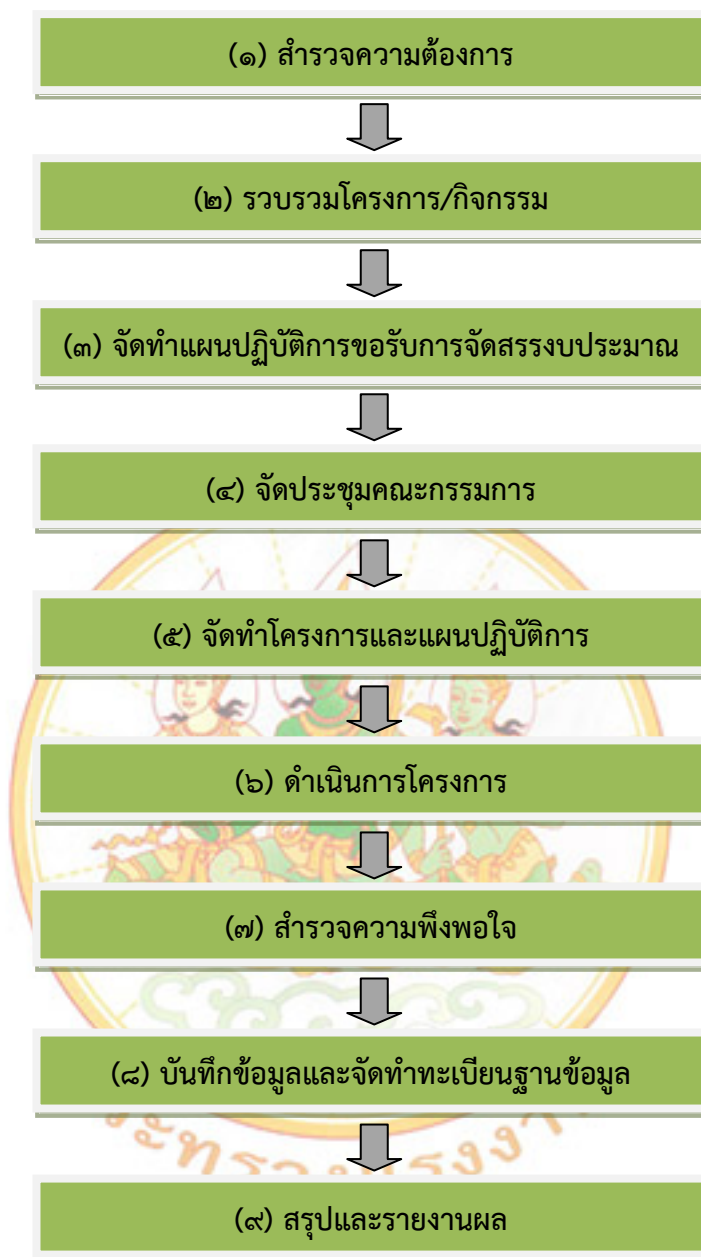 (๑) สำรวจความต้องการ
(๒) รวบรวมโครงการ/กิจกรรม
(๓) จัดทำแผนปฏิบัติการขอรับการจัดสรรงบประมาณ
(๔) จัดประชุมคณะกรรมการ
(๕) จัดทำโครงการและแผนปฏิบัติการ
(๖) ดำเนินการโครงการ
(๗) สำรวจความพึงพอใจ
(๘) บันทึกข้อมูลและจัดทำทะเบียนฐานข้อมูล
(๙) สรุปและรายงานผล